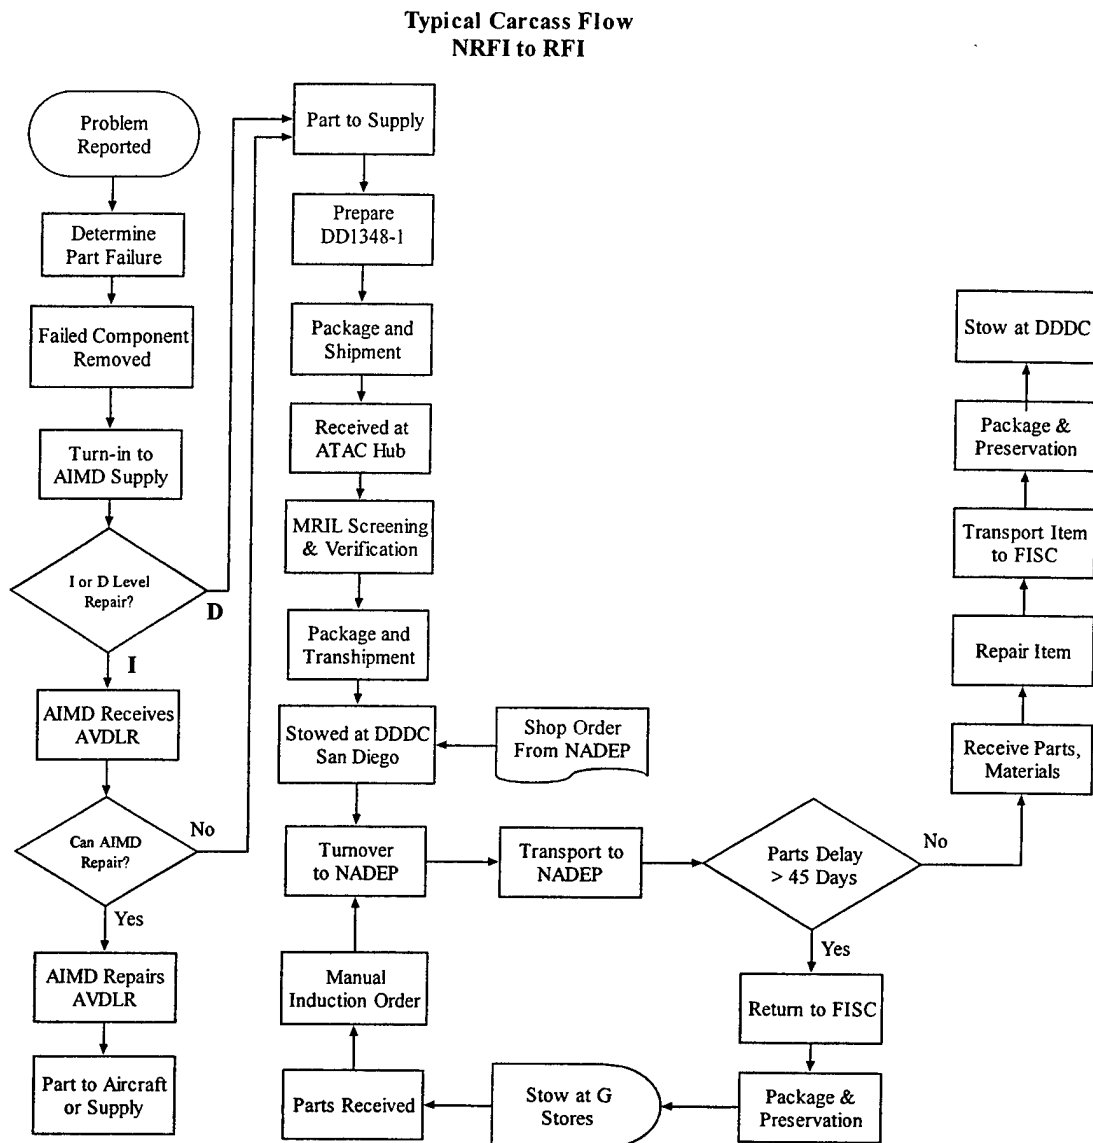 Typical Carcass Flow
NRFI to RFI
Problem
Reported
Determine
Part Failure
Failed Component
Removed
Turn-in to
AIMD Supply
I or D Level
Repair?
D
I
AIMD Receives
AVDLR
Can AIMD
Repair?
No
Yes
AIMD Repairs
AVDLR
Part to Aircraft
or Supply
Part to Supply
Prepare
DD1348-1
Package and
Shipment
Received at
ATAC Hub
MRIL Screening
& Verification
Package and
Transhipment
Stowed at DDDC
San Diego
Shop Order
From NADEP
Turnover
to NADEP
Transport to
NADEP
Parts Delay
> 45 Days
No
Yes
Return to FISC
Package &
Preservation
Stow at G
Stores
Parts Received
Manual
Induction Order
Receive Parts,
Materials
Repair Item
Transport Item
to FISC
Package &
Preservation
Stow at DDDC